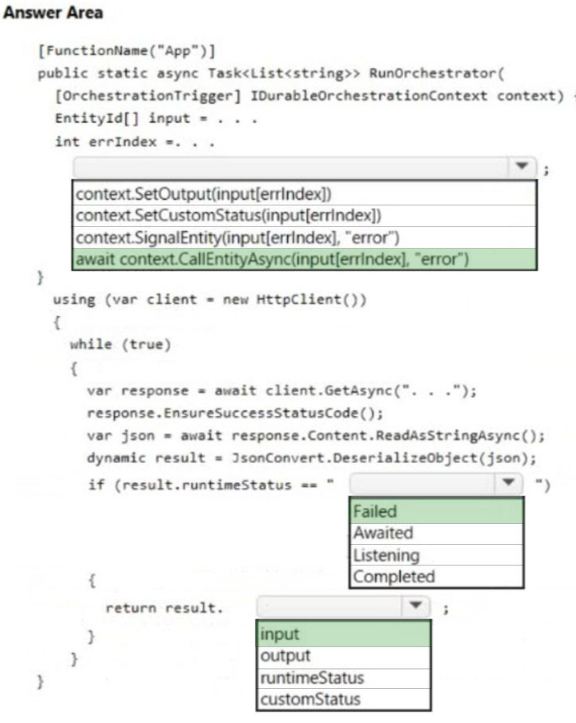 Answer Area
[FunctionName("App")]
public static async Task<List<string>> RunOrchestrator(
[OrchestrationTrigger] IDurableOrchestrationContext context) {
EntityId[] input = . . .
int errIndex =. . .
;
context.SetOutput(input[errIndex])
context.SetCustomStatus(input[errIndex])
context.SignalEntity(input[errIndex], "error")
await context.CallEntityAsync(input[errIndex], "error")
}
using (var client = new HttpClient())
{
while (true)
{
var response = await client.GetAsync(". . .");
response.EnsureSuccessStatusCode();
var json = await response.Content.ReadAsStringAsync();
dynamic result = JsonConvert.DeserializeObject(json);
if (result.runtimeStatus == " ")
Failed
Awaited
Listening
Completed
{
return result. ;
input
output
runtimeStatus
customStatus
}
}
}